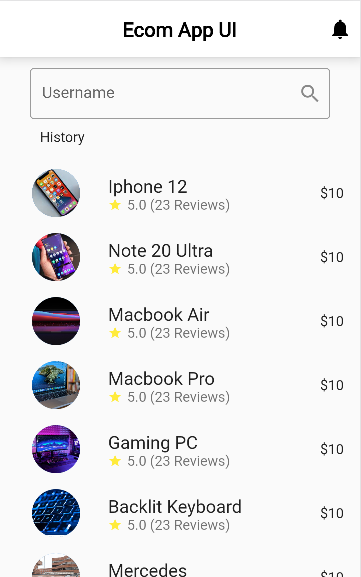 Ecom App UI
Username
History
Iphone 12
$10
5.0 (23 Reviews)
Note 20 Ultra
$10
5.0 (23 Reviews)
Macbook Air
$10
5.0 (23 Reviews)
Macbook Pro
$10
5.0 (23 Reviews)
Gaming PC
$10
5.0 (23 Reviews)
Backlit Keyboard
$10
5.0 (23 Reviews)
Mercedes
$10